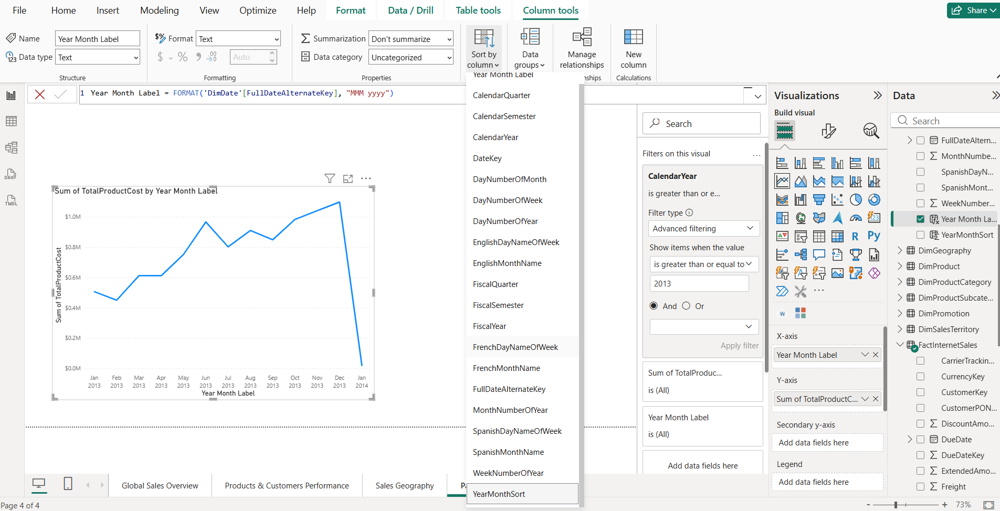 File Home Insert Modeling View Optimize Help Format Data / Drill Table tools Column tools Share
Name Year Month Label
Data type Text
Structure
$% Format Text
$ % 9 .00 Auto
Formatting
Summarization Don't summarize
Data category Uncategorized
Properties
Sort by
column
Data
groups
Manage
relationships
New
column
Calculations
1 Year Month Label = FORMAT('DimDate'[FullDateAlternateKey], "MMM yyyy")
Sum of TotalProductCost by Year Month Label
Sum of TotalProductCost
$1.0M
$0.8M
$0.6M
$0.4M
$0.2M
$0.0M
Jan 2013
Feb 2013
Mar 2013
Apr 2013
May 2013
Jun 2013
Jul 2013
Aug 2013
Sep 2013
Oct 2013
Nov 2013
Dec 2013
Jan 2014
Year Month Label
DAX
TMDL
Year Month Label
CalendarQuarter
CalendarSemester
CalendarYear
DateKey
DayNumberOfMonth
DayNumberOfWeek
DayNumberOfYear
EnglishDayNameOfWeek
EnglishMonthName
FiscalQuarter
FiscalSemester
FiscalYear
FrenchDayNameOfWeek
FrenchMonthName
FullDateAlternateKey
MonthNumberOfYear
SpanishDayNameOfWeek
SpanishMonthName
WeekNumberOfYear
YearMonthSort
Search
Filters on this visual ...
CalendarYear
is greater than or e...
Filter type
Advanced filtering
Show items when the value
is greater than or equal to
2013
And Or
Apply filter
Sum of TotalProduc...
is (All)
Year Month Label
is (All)
Add data fields here
Visualizations
Build visual
123
R Py
...
W
X-axis
Year Month Label
Y-axis
Sum of TotalProductC...
Secondary y-axis
Add data fields here
Legend
Add data fields here
Data
Search
FullDateAltern...
MonthNumbe...
SpanishDayN...
SpanishMont...
WeekNumber...
Year Month La...
YearMonthSort
DimGeography
DimProduct
DimProductCategory
DimProductSubcate...
DimPromotion
DimSalesTerritory
FactInternetSales
CarrierTrackin...
CurrencyKey
CustomerKey
CustomerPON...
DiscountAmo...
DueDate
DueDateKey
ExtendedAmo...
Freight
Global Sales Overview Products & Customers Performance Sales Geography
Page 4 of 4
- + 73%